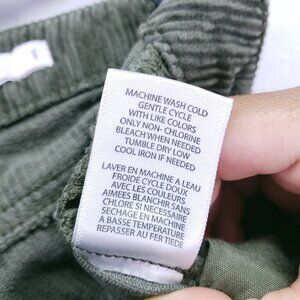 MACHINE WASH COLD
GENTLE CYCLE
WITH LIKE COLORS
ONLY NON- CHLORINE
BLEACH WHEN NEEDED
TUMBLE DRY LOW
COOL IRON IF NEEDED
LAVER EN MACHINE A L'EAU
FROIDE CYCLE DOUX
AVEC LES COULEURS
AIMEES BLANCHIR SANS
CHLORE SI NECESSAIRE
SECHAGE EN MACHINE
A BASSE TEMPERATURE
REPASSER AU FER TIEDE